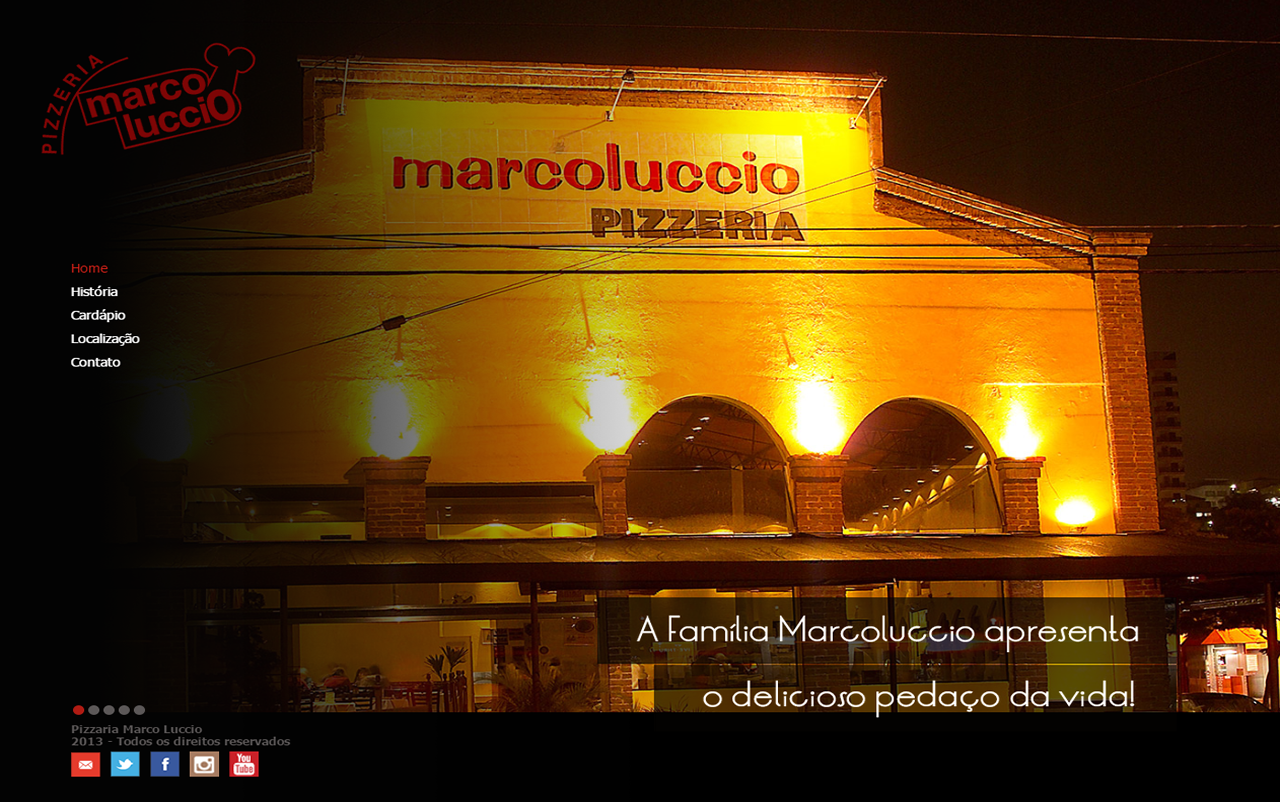 PIZZERIA
marco
luccio
marcoluccio
PIZZERIA
Home
História
Cardápio
Localização
Contato
A Família Marcoluccio apresenta
o delicioso pedaço da vida!
Pizzaria Marco Luccio
2013 - Todos os direitos reservados
You
Tube